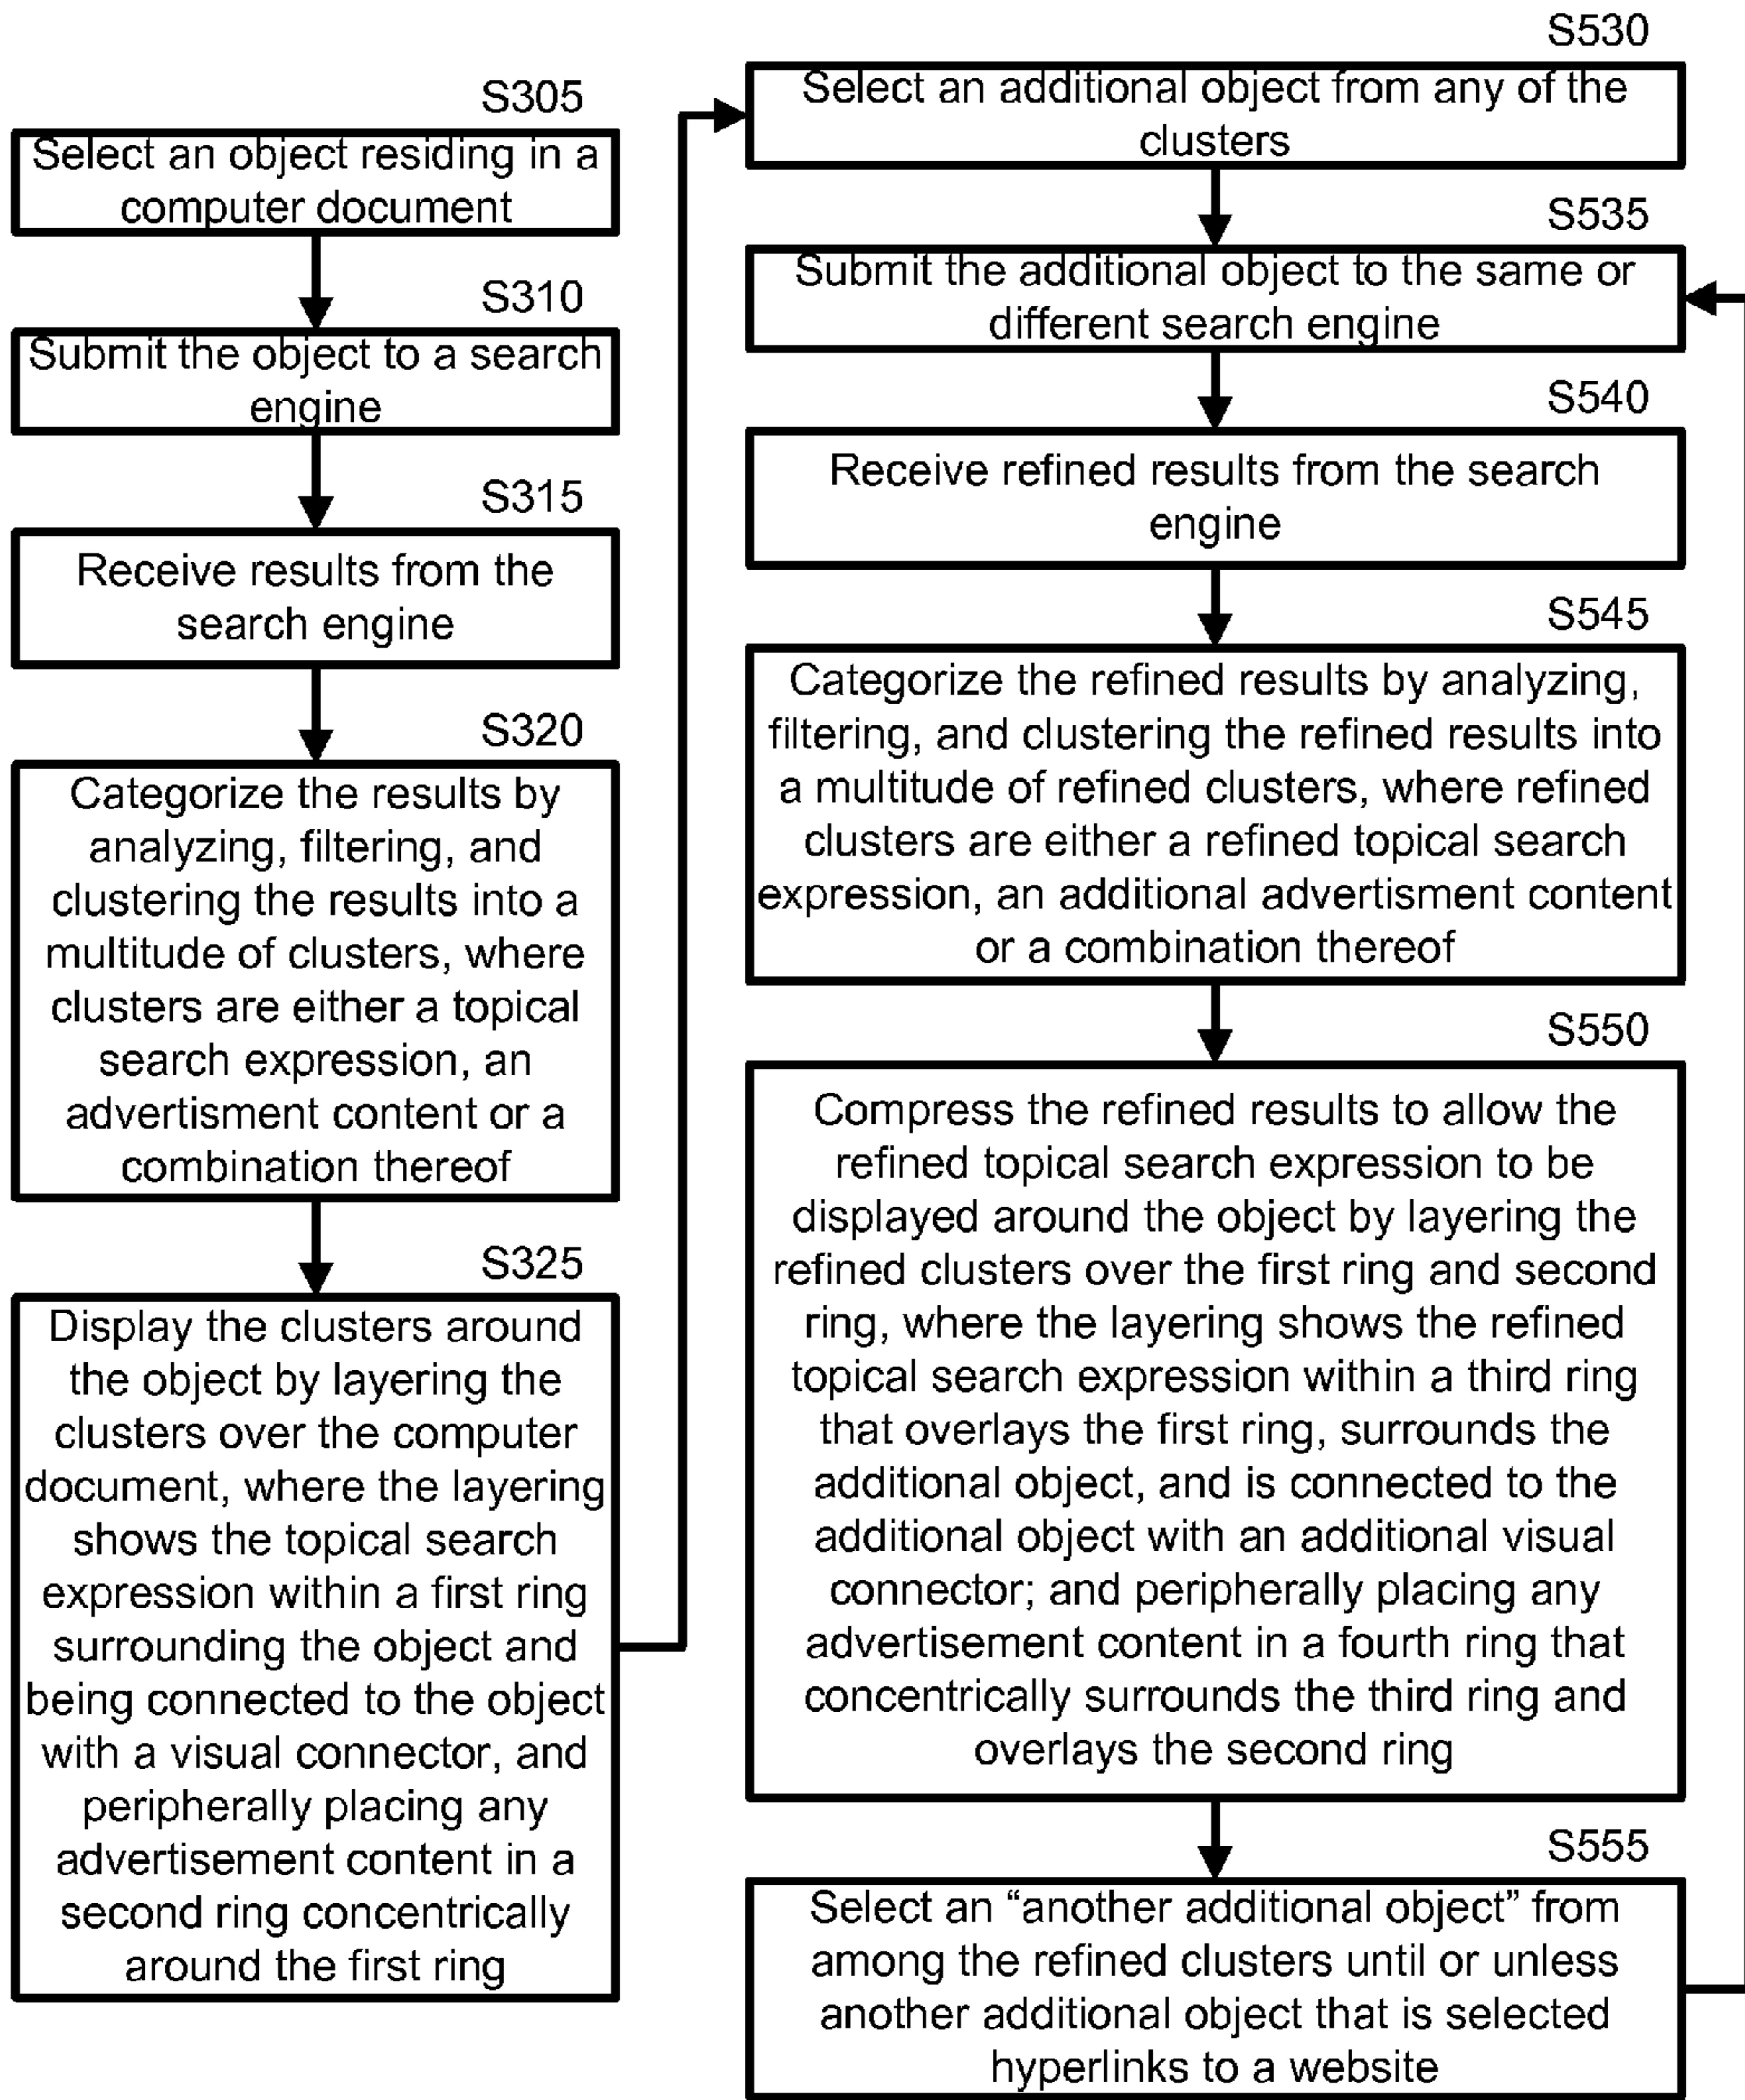 S305
Select an object residing in a
computer document
S310
Submit the object to a search
engine
S315
Receive results from the
search engine
S320
Categorize the results by
analyzing, filtering, and
clustering the results into a
multitude of clusters, where
clusters are either a topical
search expression, an
advertisment content or a
combination thereof
S325
Display the clusters around
the object by layering the
clusters over the computer
document, where the layering
shows the topical search
expression within a first ring
surrounding the object and
being connected to the object
with a visual connector, and
peripherally placing any
advertisement content in a
second ring concentrically
around the first ring
S530
Select an additional object from any of the
clusters
S535
Submit the additional object to the same or
different search engine
S540
Receive refined results from the search
engine
S545
Categorize the refined results by analyzing,
filtering, and clustering the refined results into
a multitude of refined clusters, where refined
clusters are either a refined topical search
expression, an additional advertisment content
or a combination thereof
S550
Compress the refined results to allow the
refined topical search expression to be
displayed around the object by layering the
refined clusters over the first ring and second
ring, where the layering shows the refined
topical search expression within a third ring
that overlays the first ring, surrounds the
additional object, and is connected to the
additional object with an additional visual
connector; and peripherally placing any
advertisement content in a fourth ring that
concentrically surrounds the third ring and
overlays the second ring
S555
Select an “another additional object” from
among the refined clusters until or unless
another additional object that is selected
hyperlinks to a website